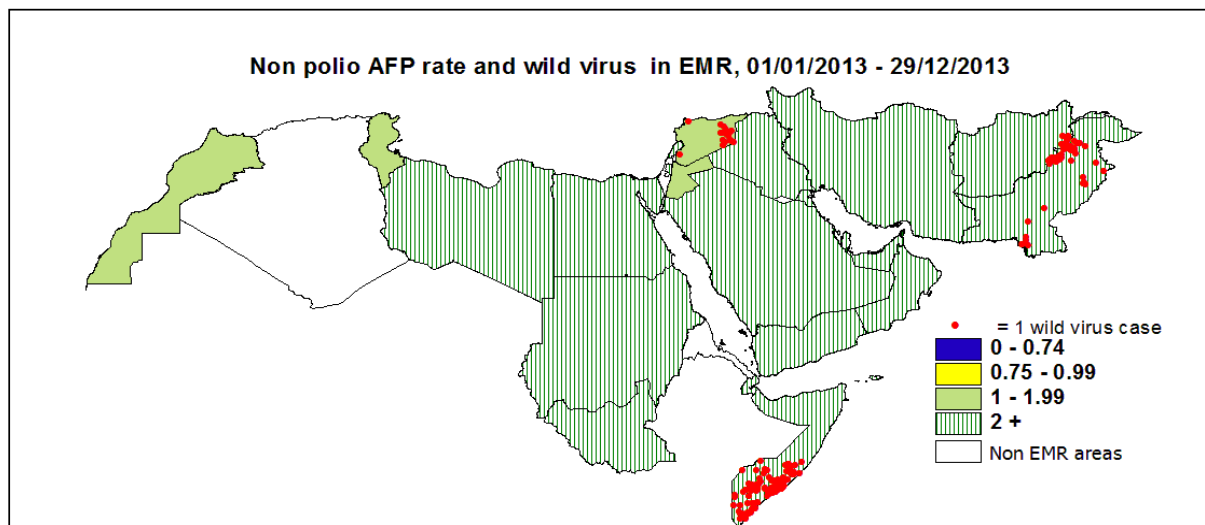 Non polio AFP rate and wild virus in EMR, 01/01/2013 - 29/12/2013
= 1 wild virus case
0 - 0.74
0.75 - 0.99
1 - 1.99
2 +
Non EMR areas